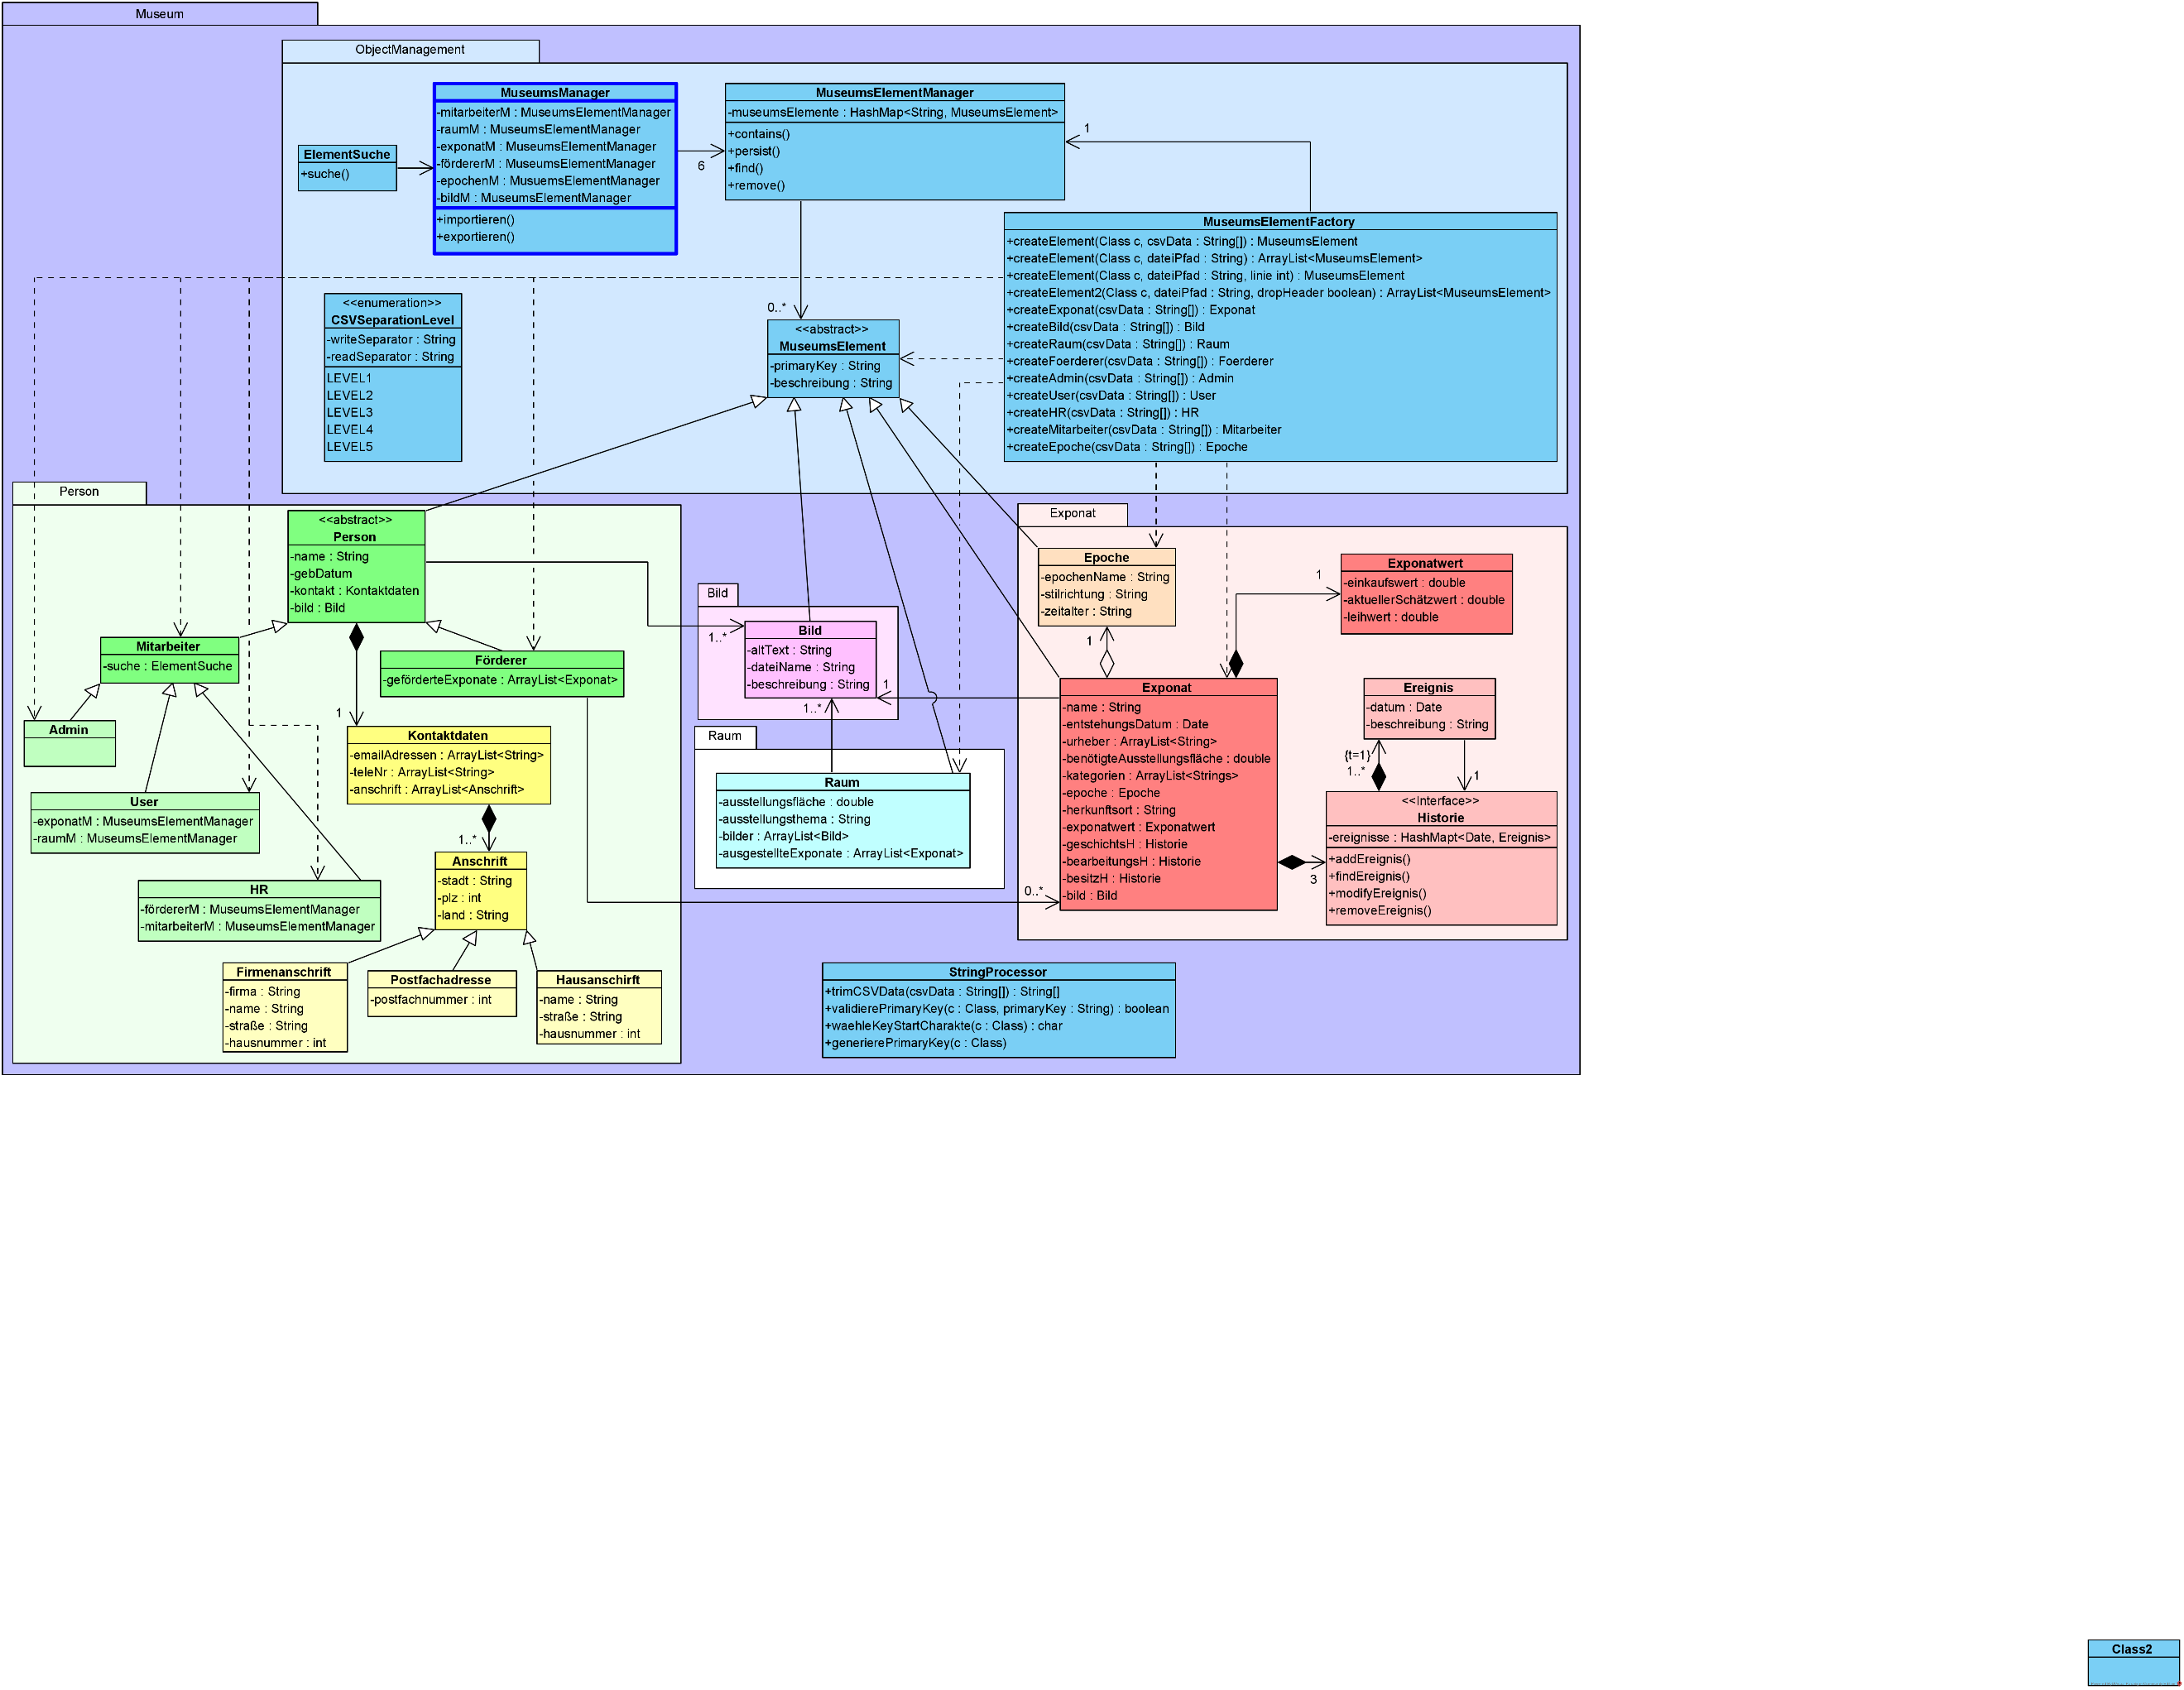 Museum
ObjectManagement
MuseumsManager
-mitarbeiterM : MuseumsElementManager
-raumM : MuseumsElementManager
-exponatM : MuseumsElementManager
-fördererM : MuseumsElementManager
-epochenM : MsuemsElementManager
-bildM : MuseumsElementManager
+importieren()
+exportieren()
MuseumsElementManager
-museumsElemente : HashMap<String, MuseumsElement>
+contains()
+persist()
+find()
+remove()
ElementSuche
+suche()
6
1
MuseumsElementFactory
+createElement(Class c, csvData : String[]) : MuseumsElement
+createElement(Class c, dateiPfad : String) : ArrayList<MuseumsElement>
+createElement(Class c, dateiPfad : String, linie int) : MuseumsElement
+createElement2(Class c, dateiPfad : String, dropHeader boolean) : ArrayList<MuseumsElement>
+createExponat(csvData : String[]) : Exponat
+createBild(csvData : String[]) : Bild
+createRaum(csvData : String[]) : Raum
+createFoerderer(csvData : String[]) : Foerderer
+createAdmin(csvData : String[]) : Admin
+createUser(csvData : String[]) : User
+createHR(csvData : String[]) : HR
+createMitarbeiter(csvData : String[]) : Mitarbeiter
+createEpoche(csvData : String[]) : Epoche
<<enumeration>>
CSVSeparationLevel
-writeSeparator : String
-readSeparator : String
LEVEL1
LEVEL2
LEVEL3
LEVEL4
LEVEL5
0..*
<<abstract>>
MuseumsElement
-primaryKey : String
-beschreibung : String
Person
<<abstract>>
Person
-name : String
-gebDatum
-kontakt : Kontaktdaten
-bild : Bild
Mitarbeiter
-suche : ElementSuche
Förderer
-geförderteExponate : ArrayList<Exponat>
Admin
1
Kontaktdaten
-emailAdressen : ArrayList<String>
-teleNr : ArrayList<String>
-anschrift : ArrayList<Anschrift>
User
-exponatM : MuseumsElementManager
-raumM : MuseumsElementManager
1..*
Anschrift
-stadt : String
-plz : int
-land : String
HR
-fördererM : MuseumsElementManager
-mitarbeiterM : MuseumsElementManager
Firmenanschrift
-firma : String
-name : String
-straße : String
-hausnummer : int
Postfachadresse
-postfachnummer : int
Hausanschirft
-name : String
-straße : String
-hausnummer : int
Bild
1..*
Bild
-altText : String
-dateiName : String
-beschreibung : String
1
1..*
Raum
Raum
-ausstellungsfläche : double
-ausstellungsthema : String
-bilder : ArrayList<Bild>
-ausgestellteExponate : ArrayList<Exponat>
Exponat
Epoche
-epochenName : String
-stilrichtung : String
-zeitalter : String
1
1
Exponatwert
-einkaufswert : double
-aktuellerSchätzwert : double
-leihwert : double
Exponat
-name : String
-entstehungsDatum : Date
-urheber : ArrayList<String>
-benötigteAusstellungsfläche : double
-kategorien : ArrayList<Strings>
-epoche : Epoche
-herkunftsort : String
-exponatwert : Exponatwert
-geschichtsH : Historie
-bearbeitungsH : Historie
-besitzH : Historie
-bild : Bild
0..*
Ereignis
-datum : Date
-beschreibung : String
{t=1}
1..*
1
<<Interface>>
Historie
-ereignisse : HashMapt<Date, Ereignis>
+addEreignis()
+findEreignis()
+modifyEreignis()
+removeEreignis()
3
StringProcessor
+trimCSVData(csvData : String[]) : String[]
+validierePrimaryKey(c : Class, primaryKey : String) : boolean
+waehleKeyStartCharakte(c : Class) : char
+generierePrimaryKey(c : Class)
Class2